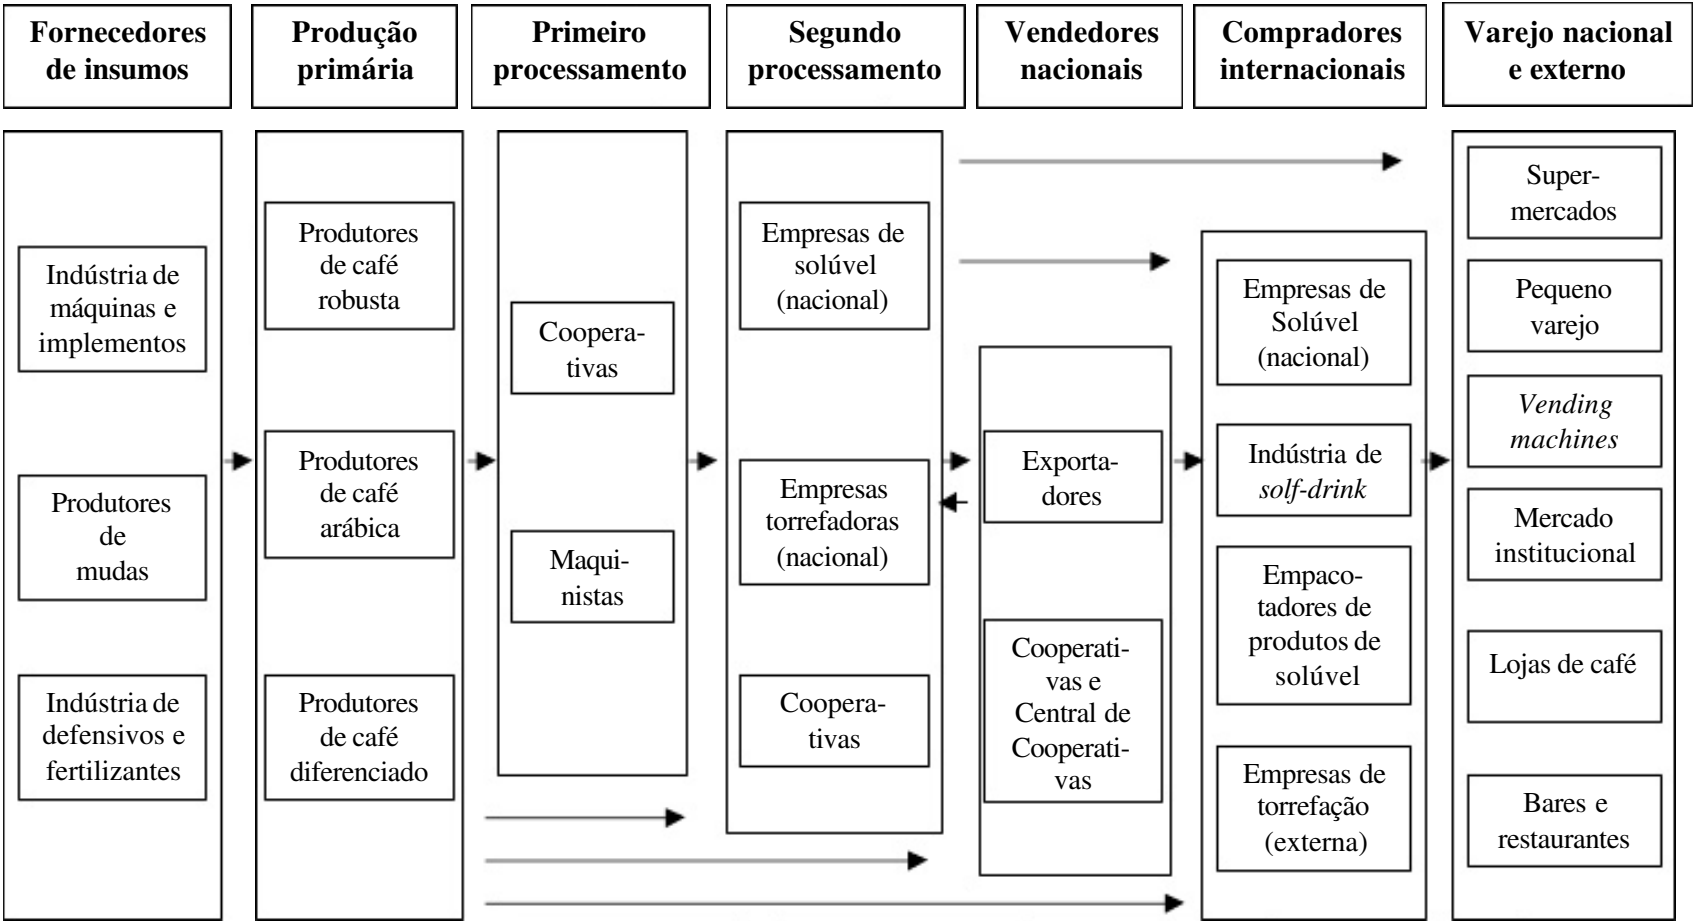 Fornecedores
de insumos
Produção
primária
Primeiro
processamento
Segundo
processamento
Vendedores
nacionais
Compradores
internacionais
Varejo nacional
e externo
Indústria de
máquinas e
implementos
Produtores
de
mudas
Indústria de
defensivos e
fertilizantes
Produtores
de café
robusta
Produtores
de café
arábica
Produtores
de café
diferenciado
Coopera-
tivas
Maqui-
nistas
Empresas de
solúvel
(nacional)
Empresas
torrefadoras
(nacional)
Coopera-
tivas
Exporta-
dores
Cooperati-
vas e
Central de
Cooperati-
vas
Empresas de
Solúvel
(nacional)
Indústria de
solf-drink
Empaco-
tadores de
produtos de
solúvel
Empresas de
torrefação
(externa)
Super-
mercados
Pequeno
varejo
Vending
machines
Mercado
institucional
Lojas de café
Bares e
restaurantes